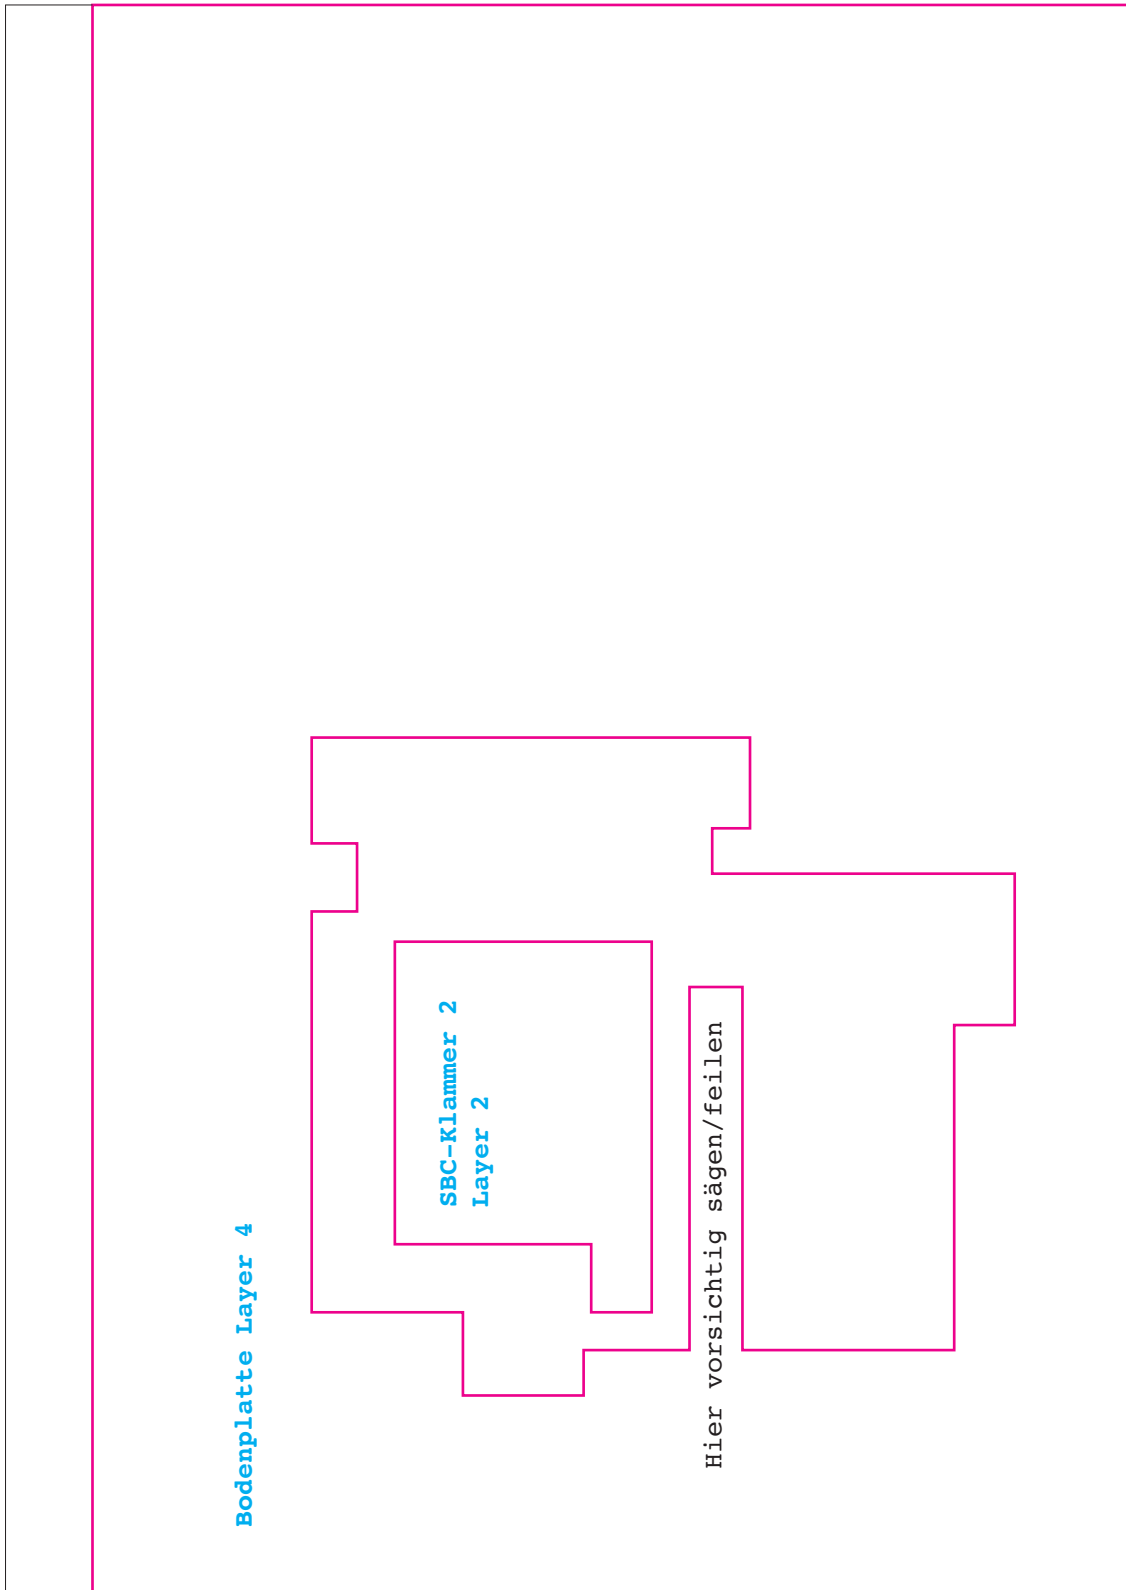 Bodenplatte Layer 4
SBC-Klammer 2
Layer 2
Hier vorsichtig sägen/feilen